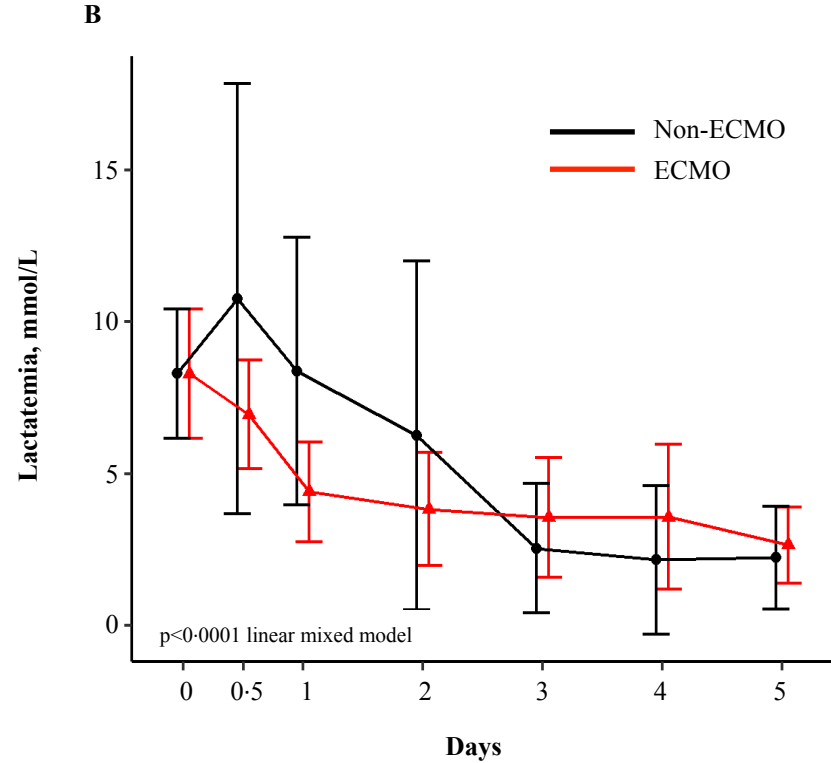 B
Non-ECMO
ECMO
15
10
5
0
Lactatemia, mmol/L
p<0·0001 linear mixed model
0 0·5 1 2 3 4 5
Days